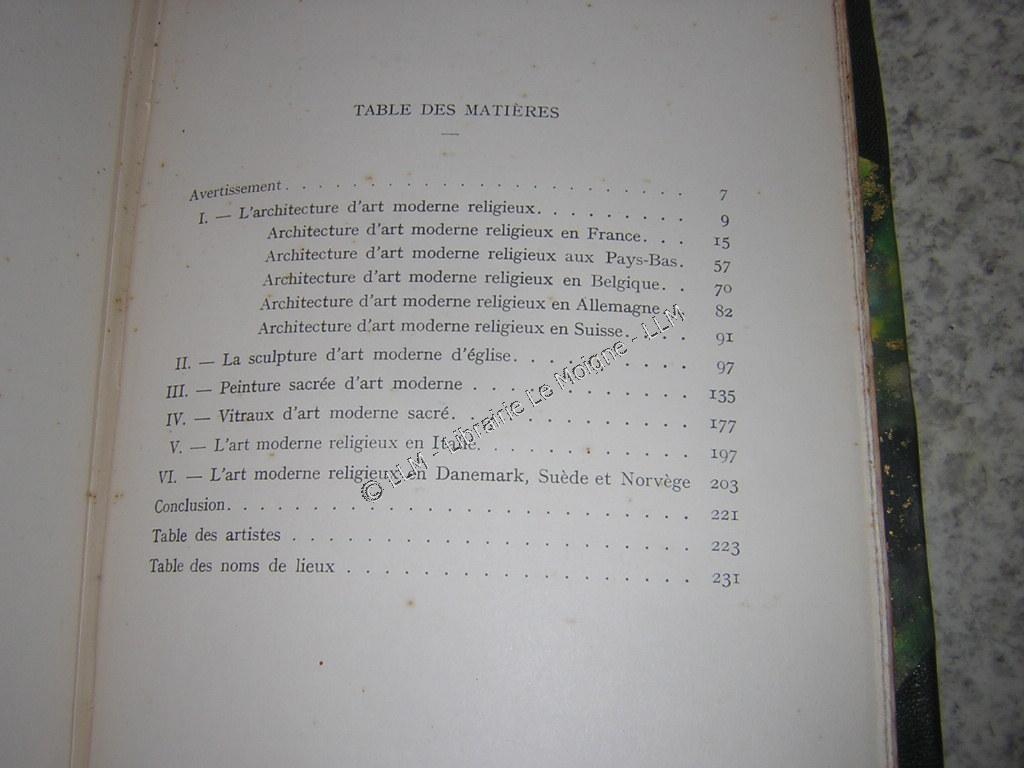 TABLE DES MATIÈRES
Avertissement. . . . . . . . . . . . . . . . . . . . . . . . 7
I. — L'architecture d'art moderne religieux. . . . . . . . . 9
Architecture d'art moderne religieux en France. . . 15
Architecture d'art moderne religieux aux Pays-Bas. 57
Architecture d'art moderne religieux en Belgique. . 70
Architecture d'art moderne religieux en Allemagne. . 82
Architecture d'art moderne religieux en Suisse. . . . 91
II. — La sculpture d'art moderne d'église. . . . . . . . . . . 97
III. — Peinture sacrée d'art moderne . . . . . . . . . . . . . 135
IV. — Vitraux d'art moderne sacré. . . . . . . . . . . . . . 177
V. — L'art moderne religieux en Italie. . . . . . . . . . . . 197
VI. — L'art moderne religieux en Danemark, Suède et Norvège 203
Conclusion. . . . . . . . . . . . . . . . . . . . . . . . . . 221
Table des artistes . . . . . . . . . . . . . . . . . . . . . . 223
Table des noms de lieux . . . . . . . . . . . . . . . . . . . 231
© LLM - Librairie Le Moigne - LLM